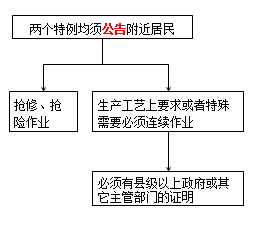 两个特例均须公告附近居民
抢修、抢
险作业
生产工艺上要求或者特殊
需要必须连续作业
必须有县级以上政府或其
它主管部门的证明